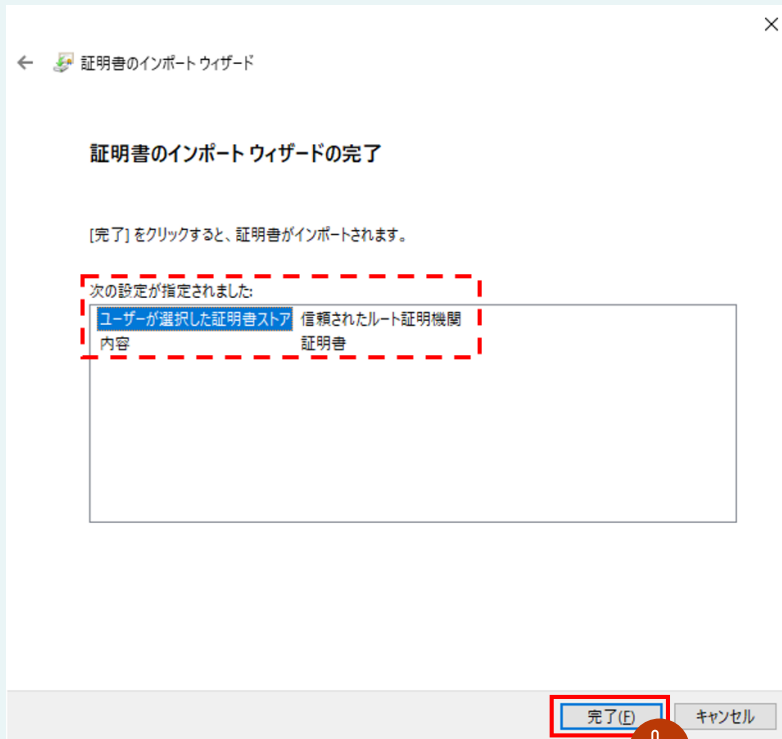 証明書のインポート ウィザード
証明書のインポート ウィザードの完了
[完了] をクリックすると、証明書がインポートされます。
次の設定が指定されました:
ユーザーが選択した証明書ストア 信頼されたルート証明機関
内容 証明書
完了(F) キャンセル